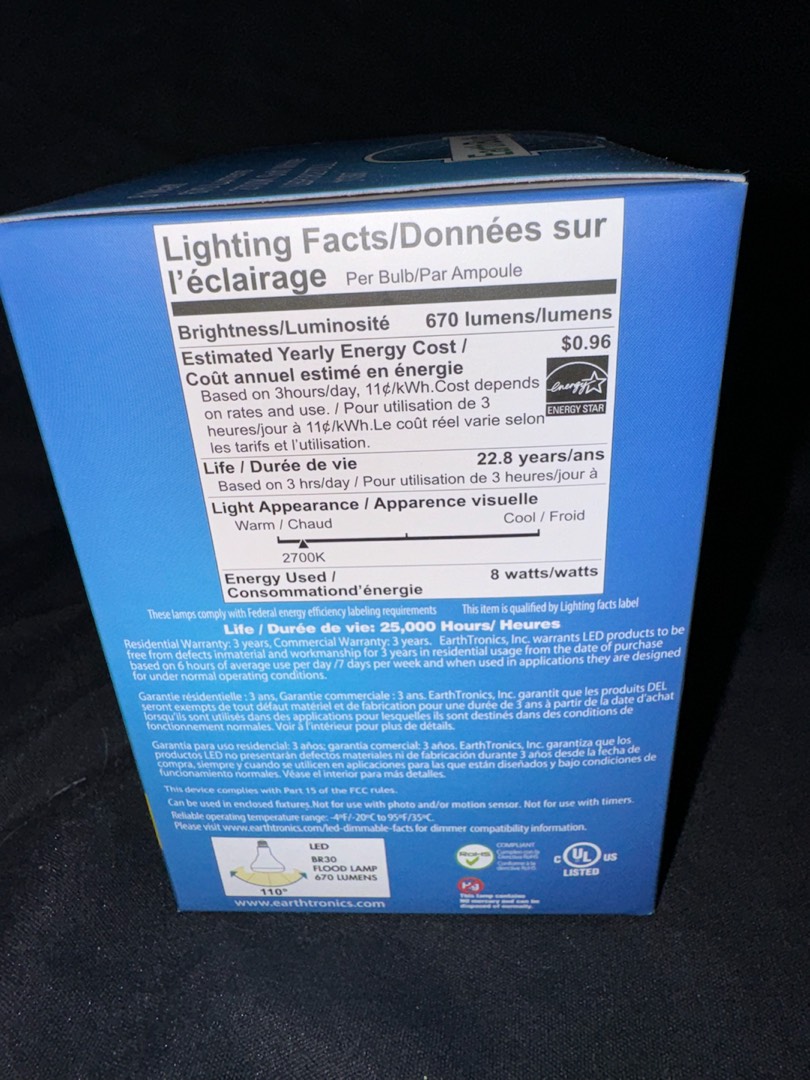 Lighting Facts/Données sur
l'éclairage Per Bulb/Par Ampoule
Brightness/Luminosité 670 lumens/lumens
Estimated Yearly Energy Cost / $0.96
Coût annuel estimé en énergie
Based on 3hours/day, 11¢/kWh.Cost depends
on rates and use. / Pour utilisation de 3
heures/jour à 11¢/kWh.Le coût réel varie selon
les tarifs et l'utilisation.
energy
ENERGY STAR
Life / Durée de vie 22.8 years/ans
Based on 3 hrs/day / Pour utilisation de 3 heures/jour à
Light Appearance / Apparence visuelle
Warm / Chaud Cool / Froid
2700K
Energy Used / 8 watts/watts
Consommationd'énergie
These lamps comply with Federal energy efficiency labeling requirements This item is qualified by Lighting facts label
Life / Durée de vie: 25,000 Hours/ Heures
Residential Warranty: 3 years, Commercial Warranty: 3 years. EarthTronics, Inc. warrants LED products to be
free from defects inmaterial and workmanship for 3 years in residential usage from the date of purchase
based on 6 hours of average use per day /7 days per week and when used in applications they are designed
for under normal operating conditions.
Garantie résidentielle : 3 ans, Garantie commerciale : 3 ans. EarthTronics, Inc. garantit que les produits DEL
seront exempts de tout défaut matériel et de fabrication pour une durée de 3 ans à partir de la date d'achat
lorsqu'ils sont utilisés dans des applications pour lesquelles ils sont destinés dans des conditions de
fonctionnement normales. Voir à l'intérieur pour plus de détails.
Garantía para uso residencial: 3 años; garantía comercial: 3 años. EarthTronics, Inc. garantiza que los
productos LED no presentarán defectos materiales ni de fabricación durante 3 años desde la fecha de
compra, siempre y cuando se utilicen en aplicaciones para las que están diseñados y bajo condiciones de
funcionamiento normales. Véase el interior para más detalles.
This device complies with Part 15 of the FCC rules.
Can be used in enclosed fixtures.Not for use with photo and/or motion sensor. Not for use with timers.
Reliable operating temperature range: -4°F/-20°C to 95°F/35°C.
Please visit www.earthtronics.com/led-dimmable-facts for dimmer compatibility information.
LED
BR30
FLOOD LAMP
670 LUMENS
110°
www.earthtronics.com
RoHS
COMPLIANT
Hg
This lamp contains
NO mercury and can be
disposed of normally.
C UL US
LISTED